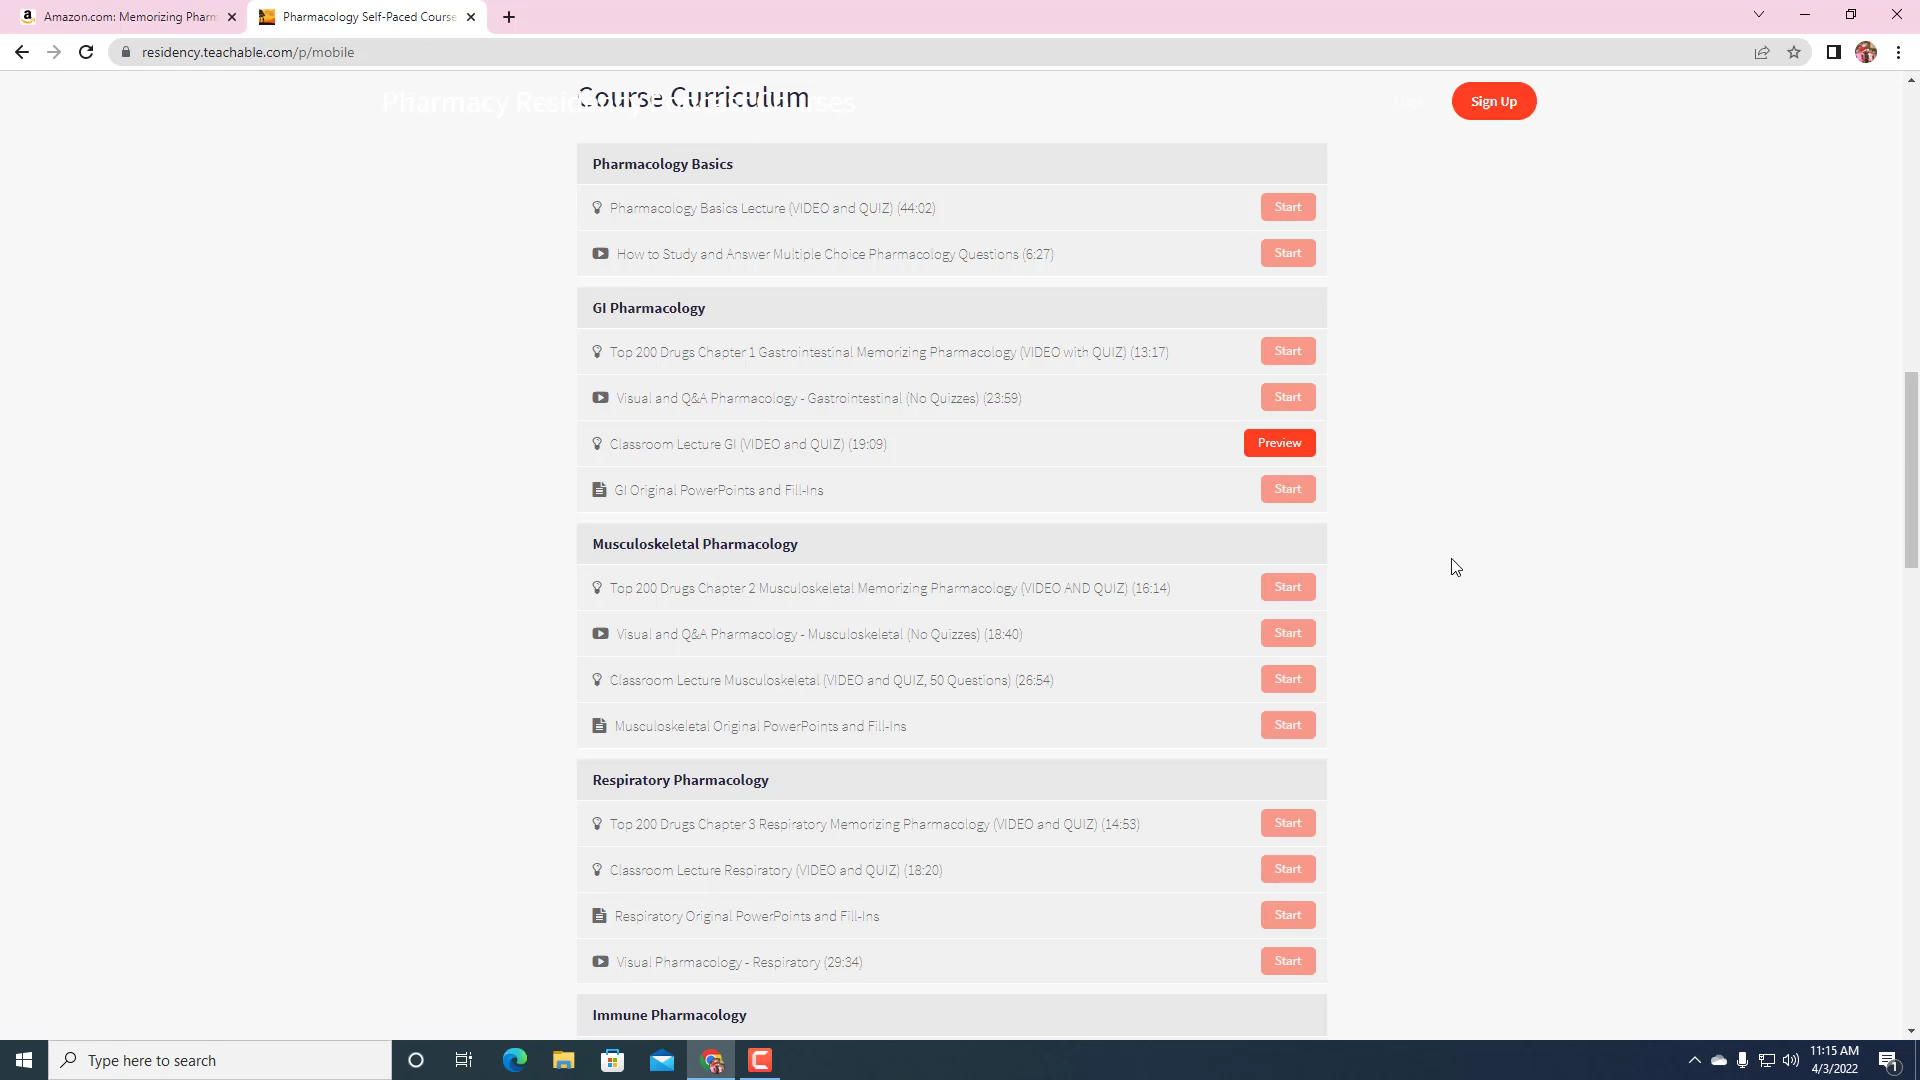 Amazon.com: Memorizing Pharm
Pharmacology Self-Paced Course
residency.teachable.com/p/mobile
Course Curriculum
Sign Up
Pharmacology Basics
Pharmacology Basics Lecture (VIDEO and QUIZ) (44:02)
Start
How to Study and Answer Multiple Choice Pharmacology Questions (6:27)
Start
GI Pharmacology
Top 200 Drugs Chapter 1 Gastrointestinal Memorizing Pharmacology (VIDEO with QUIZ) (13:17)
Start
Visual and Q&A Pharmacology - Gastrointestinal (No Quizzes) (23:59)
Start
Classroom Lecture GI (VIDEO and QUIZ) (19:09)
Preview
GI Original PowerPoints and Fill-Ins
Start
Musculoskeletal Pharmacology
Top 200 Drugs Chapter 2 Musculoskeletal Memorizing Pharmacology (VIDEO AND QUIZ) (16:14)
Start
Visual and Q&A Pharmacology - Musculoskeletal (No Quizzes) (18:40)
Start
Classroom Lecture Musculoskeletal (VIDEO and QUIZ, 50 Questions) (26:54)
Start
Musculoskeletal Original PowerPoints and Fill-Ins
Start
Respiratory Pharmacology
Top 200 Drugs Chapter 3 Respiratory Memorizing Pharmacology (VIDEO and QUIZ) (14:53)
Start
Classroom Lecture Respiratory (VIDEO and QUIZ) (18:20)
Start
Respiratory Original PowerPoints and Fill-Ins
Start
Visual Pharmacology - Respiratory (29:34)
Start
Immune Pharmacology
Type here to search
11:15 AM
4/3/2022
1